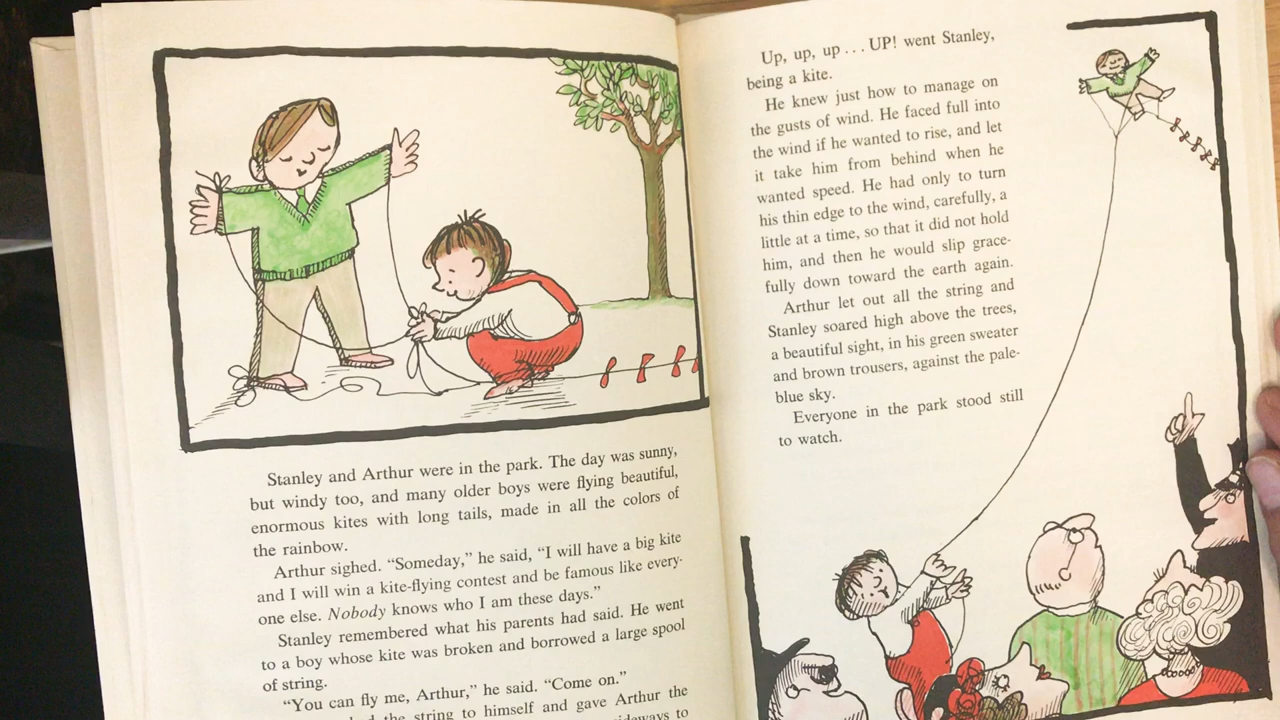 Stanley and Arthur were in the park. The day was sunny,
but windy too, and many older boys were flying beautiful,
enormous kites with long tails, made in all the colors of
the rainbow.
Arthur sighed. “Someday,” he said, “I will have a big kite
and I will win a kite-flying contest and be famous like every-
one else. Nobody knows who I am these days.”
Stanley remembered what his parents had said. He went
to a boy whose kite was broken and borrowed a large spool
of string.
“You can fly me, Arthur,” he said. “Come on.”
the string to himself and gave Arthur the
sideways to
Up, up, up . . . UP! went Stanley,
being a kite.
He knew just how to manage on
the gusts of wind. He faced full into
the wind if he wanted to rise, and let
it take him from behind when he
wanted speed. He had only to turn
his thin edge to the wind, carefully, a
little at a time, so that it did not hold
him, and then he would slip grace-
fully down toward the earth again.
Arthur let out all the string and
Stanley soared high above the trees,
a beautiful sight, in his green sweater
and brown trousers, against the pale-
blue sky.
Everyone in the park stood still
to watch.